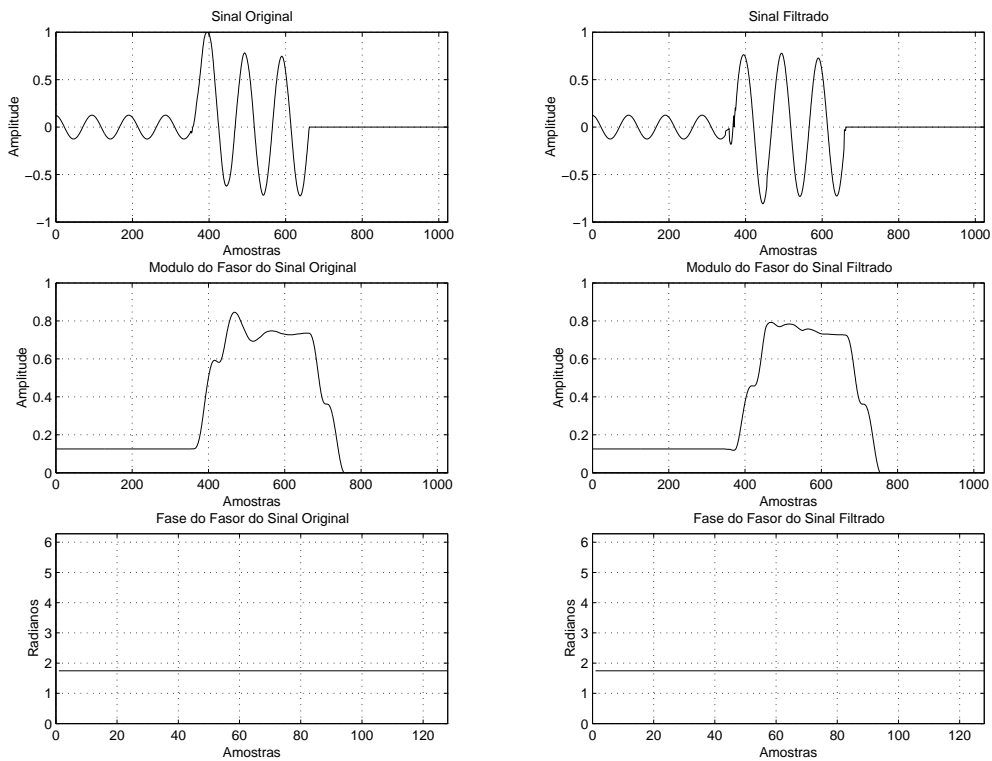 Sinal Original
1
0.5
0
−0.5
−1
Amplitude
0 200 400 600 800 1000
Amostras
Sinal Filtrado
1
0.5
0
−0.5
−1
Amplitude
0 200 400 600 800 1000
Amostras
Modulo do Fasor do Sinal Original
1
0.8
0.6
0.4
0.2
0
Amplitude
0 200 400 600 800 1000
Amostras
Modulo do Fasor do Sinal Filtrado
1
0.8
0.6
0.4
0.2
0
Amplitude
0 200 400 600 800 1000
Amostras
Fase do Fasor do Sinal Original
6
5
4
3
2
1
0
Radianos
0 20 40 60 80 100 120
Amostras
Fase do Fasor do Sinal Filtrado
6
5
4
3
2
1
0
Radianos
0 20 40 60 80 100 120
Amostras